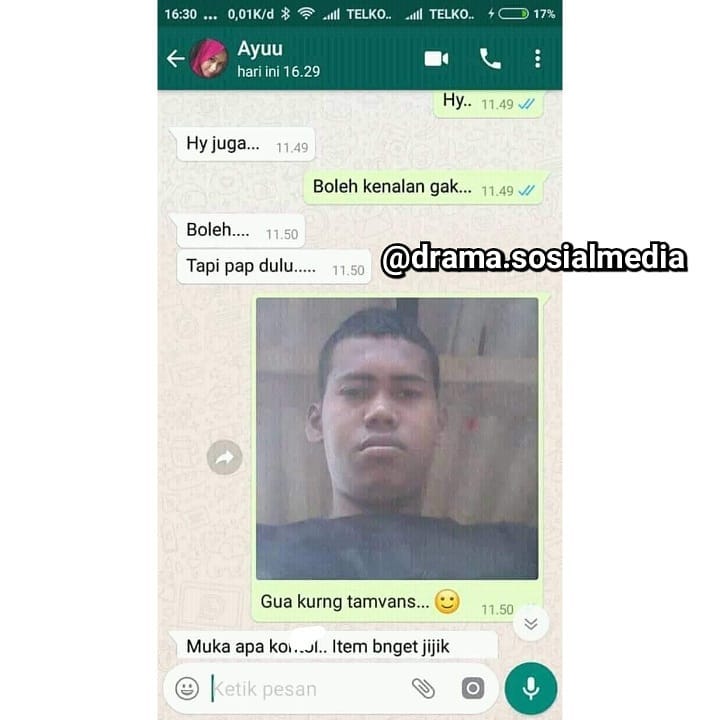 16:30 ... 0,01K/d TELKO.. TELKO.. 17%
Ayuu
hari ini 16.29
Hy.. 11.49
Hy juga... 11.49
Boleh kenalan gak... 11.49
Boleh.... 11.50
Tapi pap dulu..... 11.50
@drama.sosialmedia
Gua kurng tamvans... 🙂 11.50
Muka apa .. Item bnget jijik
Ketik pesan